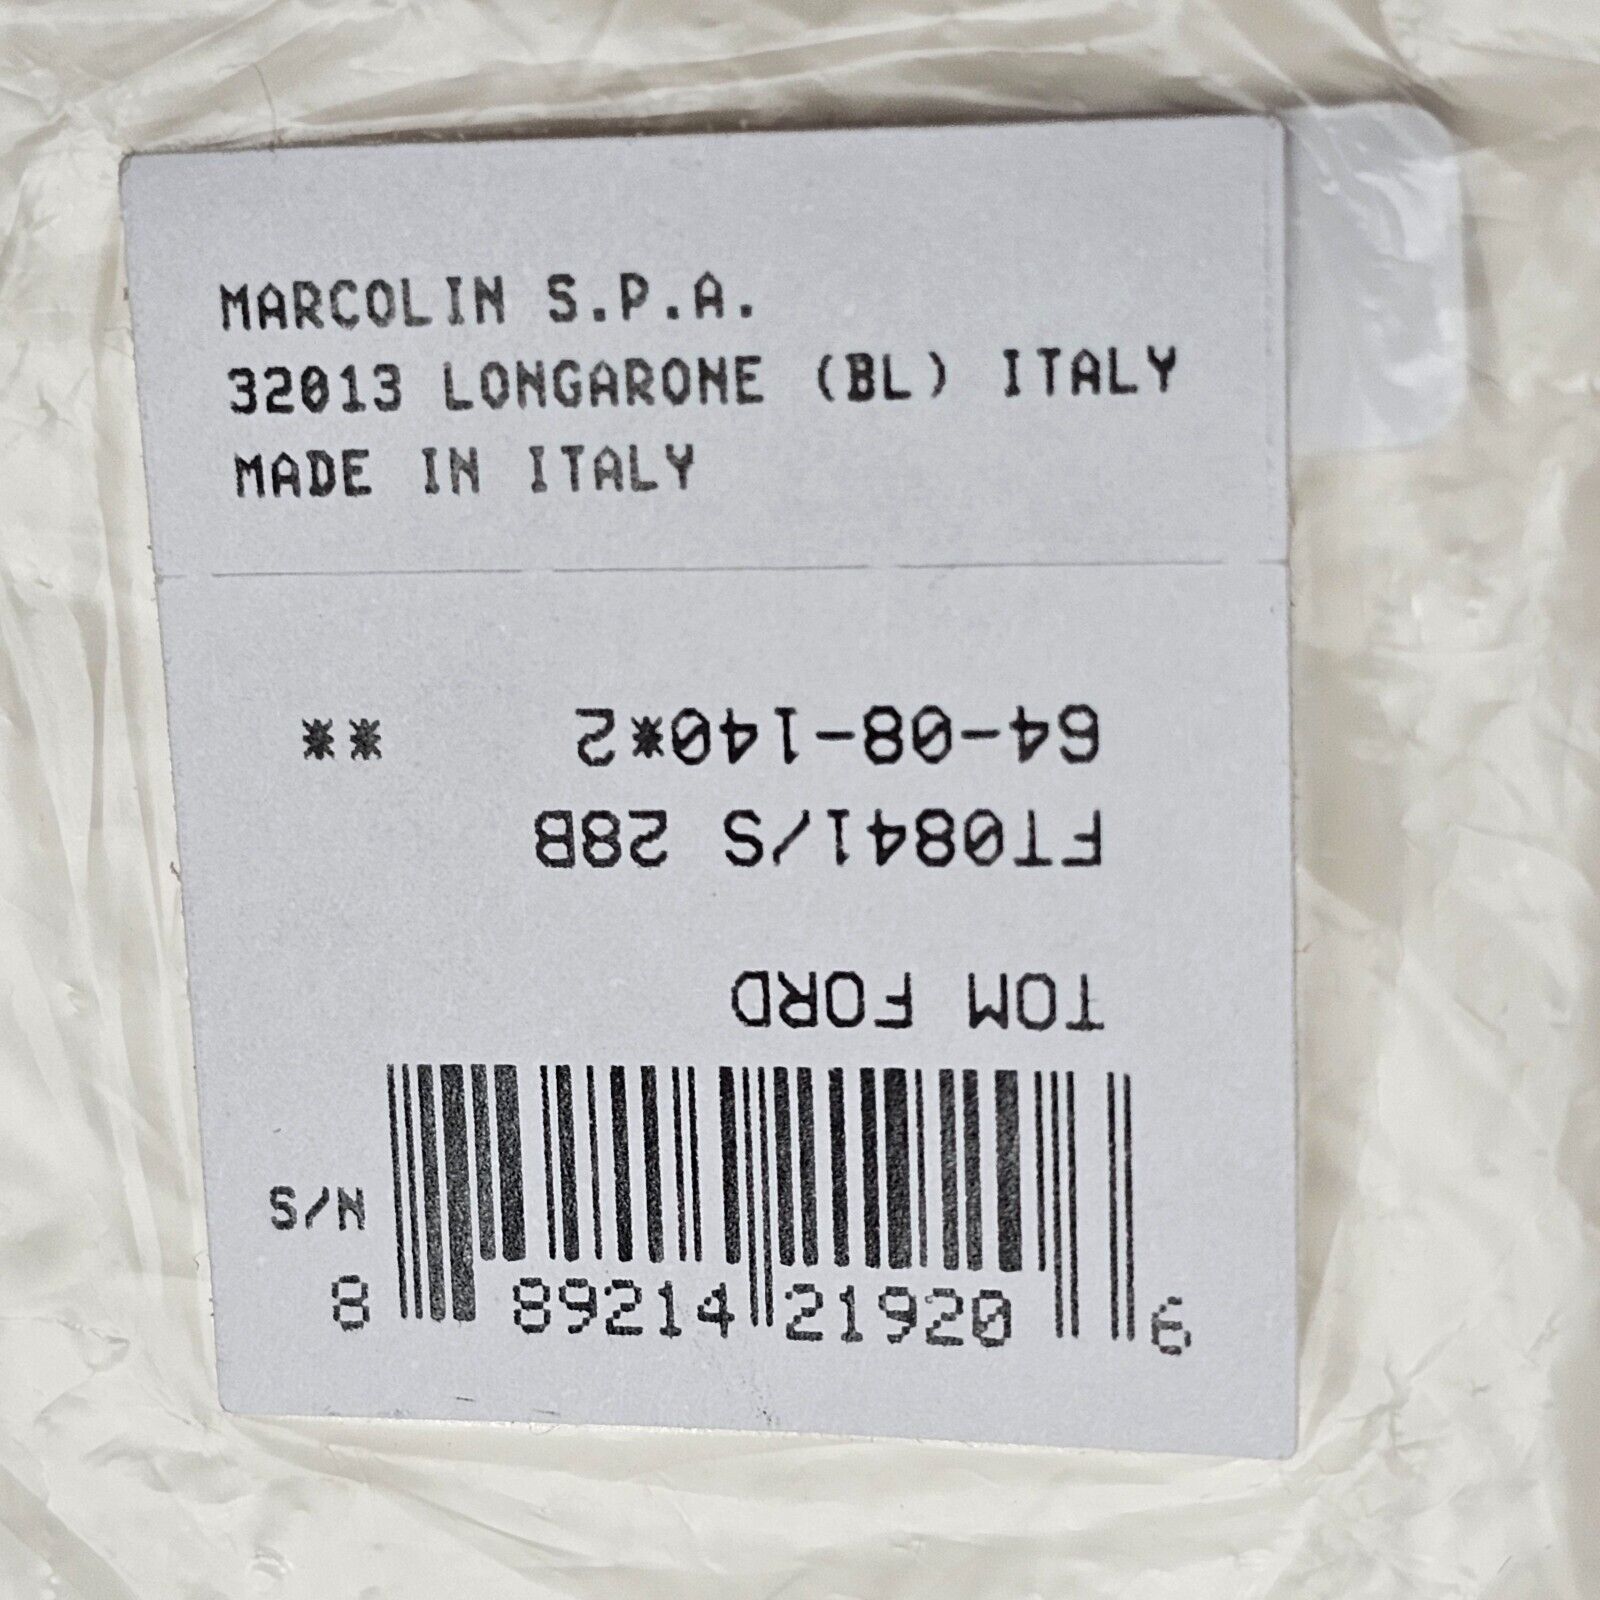 MARCOLIN S.P.A.
32013 LONGARONE (BL) ITALY
MADE IN ITALY
64-08-140*2 **
FT0841/S 28B
TOM FORD
S/N
8 89214 21920 6